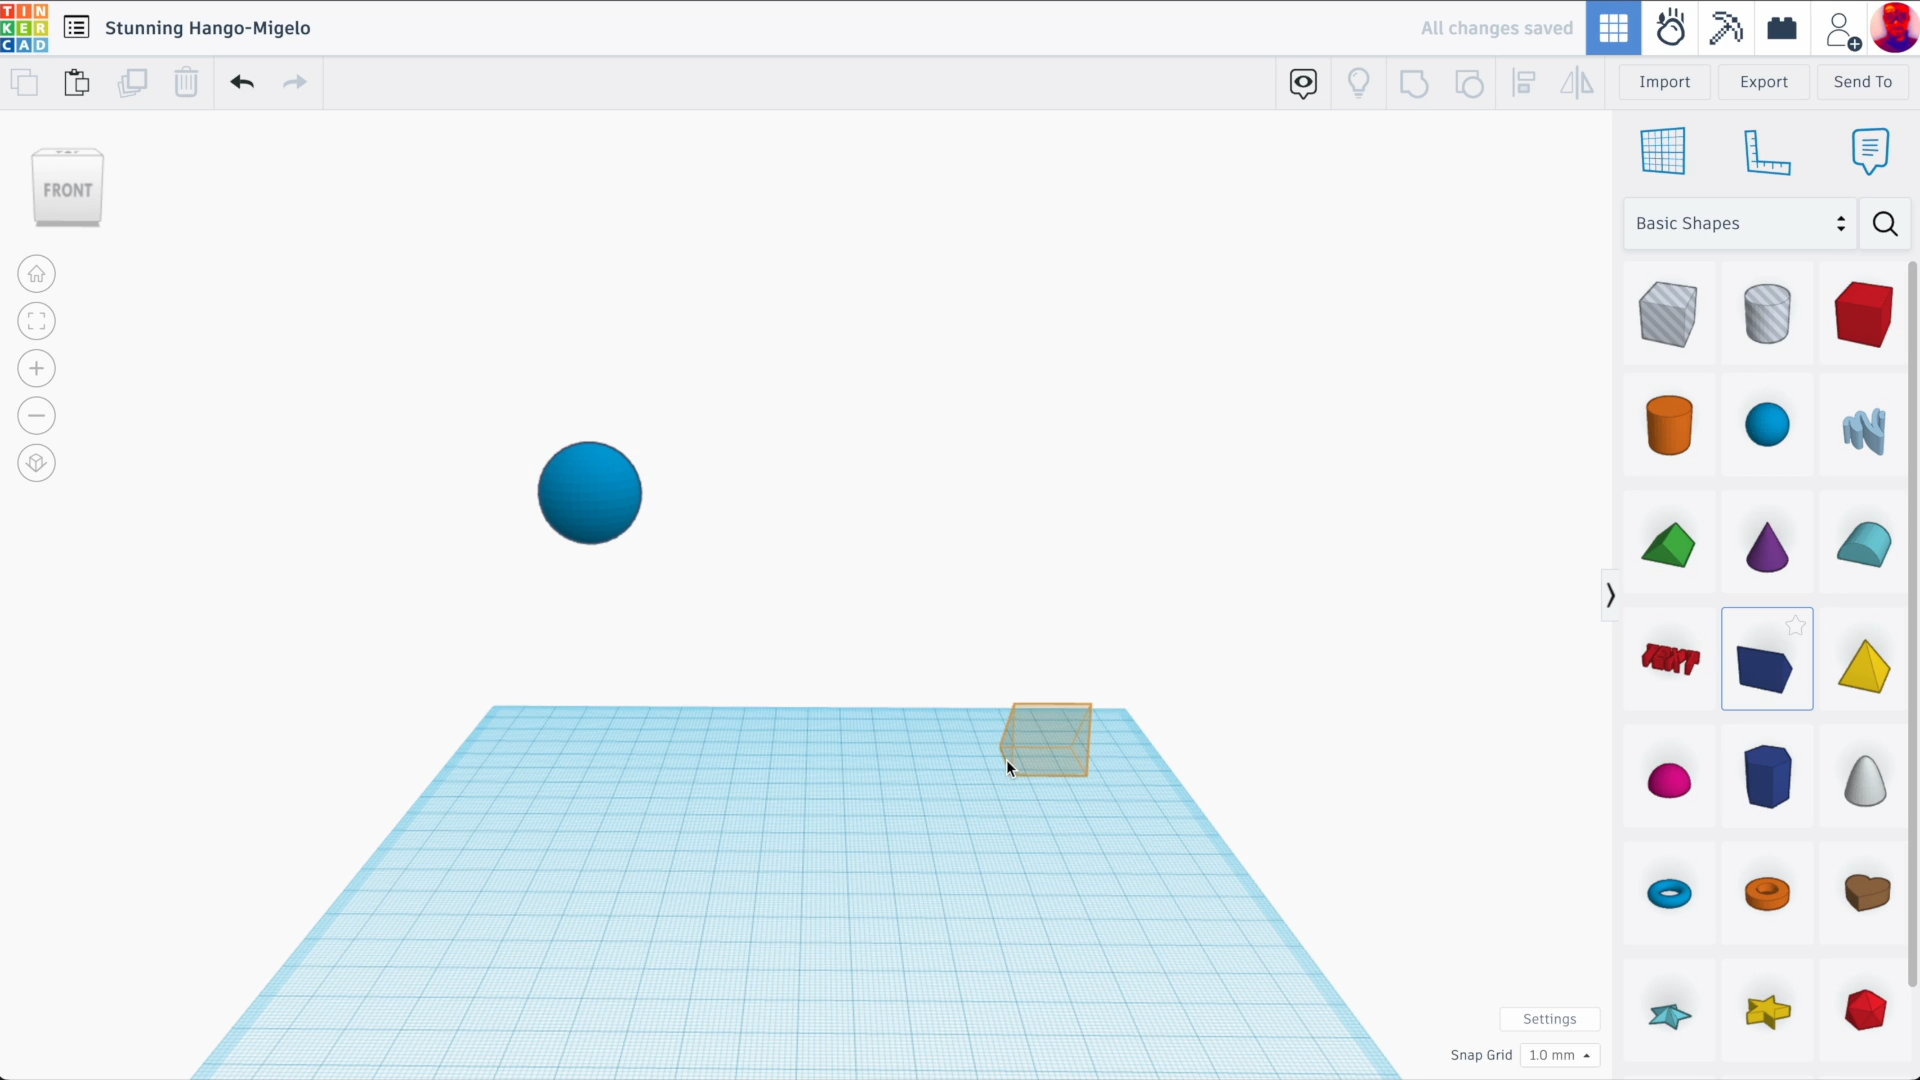 TIN
KER
CAD
Stunning Hango-Migelo
All changes saved
Import
Export
Send To
FRONT
Basic Shapes
TEXT
Settings
Snap Grid
1.0 mm